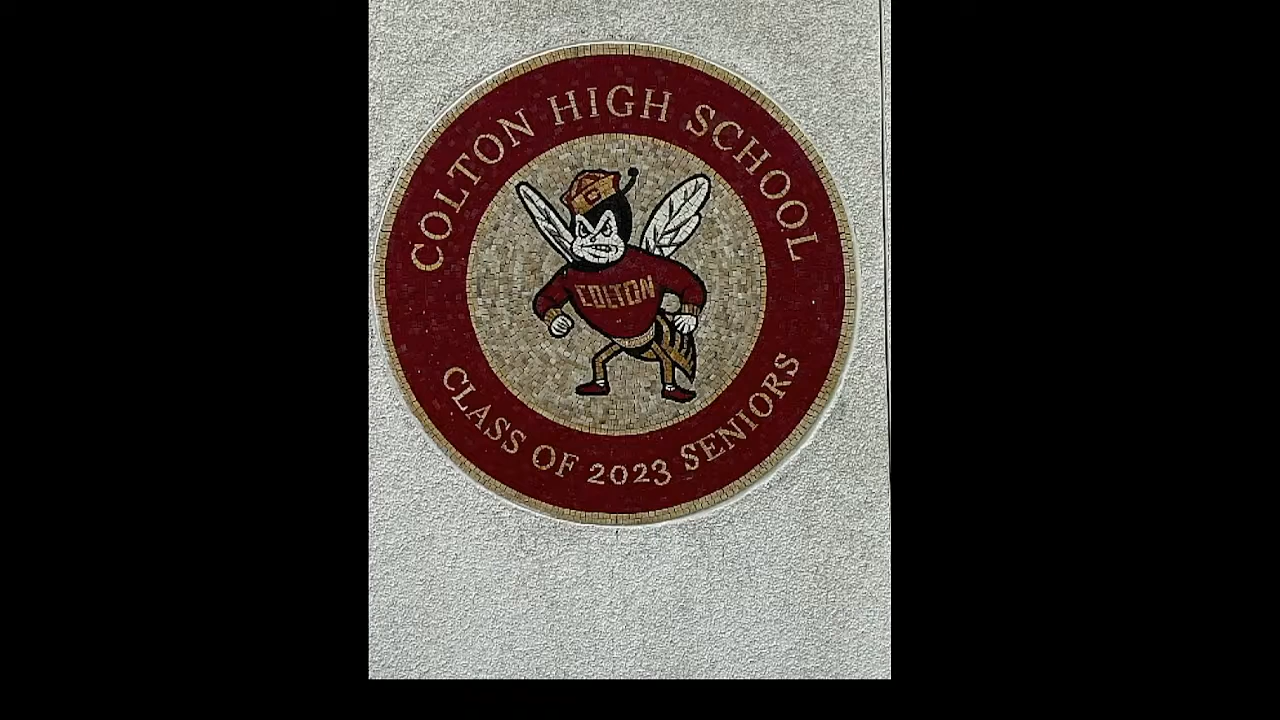 COLTON HIGH SCHOOL
C
COLTON
CLASS OF 2023 SENIORS